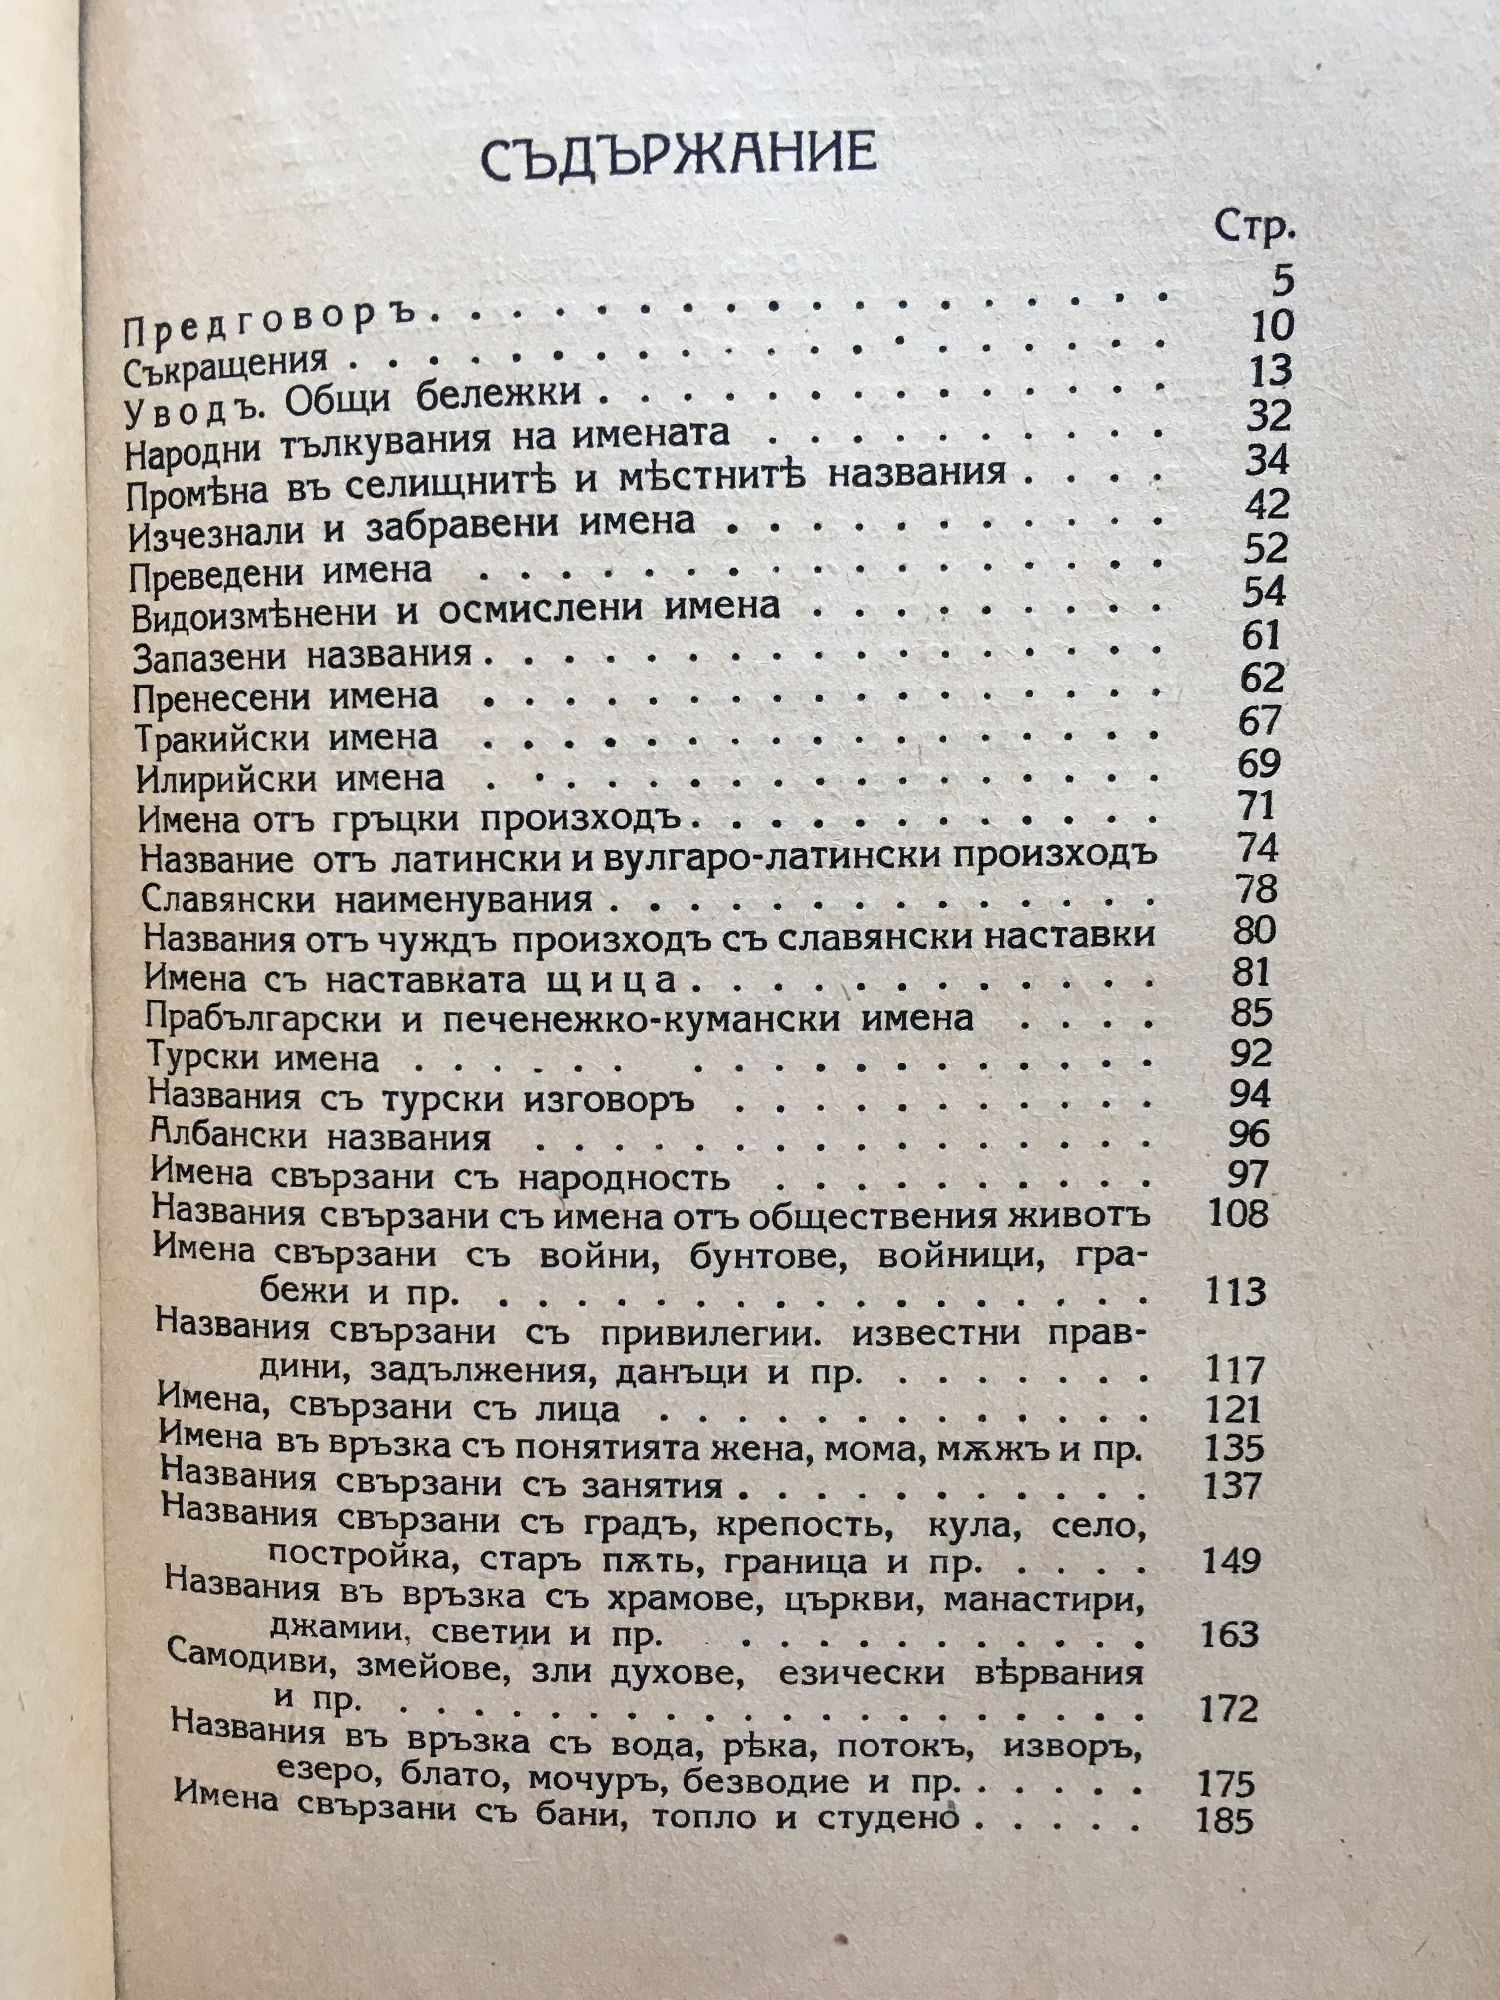 СЪДЪРЖАНИЕ
Стр.
Предговоръ. . . . . . . . . . . . . . . . . . 5
Съкращения . . . . . . . . . . . . . . . . . . . . 10
Уводъ. Общи бележки . . . . . . . . . . . . . . 13
Народни тълкувания на имената . . . . . . . . . . 32
Промѣна въ селищнитѣ и мѣстнитѣ названия . . . . 34
Изчезнали и забравени имена . . . . . . . . . . . 42
Преведени имена . . . . . . . . . . . . . . . . . 52
Видоизмѣнени и осмислени имена . . . . . . . . . 54
Запазени названия . . . . . . . . . . . . . . . . . 61
Пренесени имена . . . . . . . . . . . . . . . . . 62
Тракийски имена . . . . . . . . . . . . . . . . . 67
Илирийски имена . . . . . . . . . . . . . . . . . 69
Имена отъ гръцки произходъ . . . . . . . . . . . . 71
Название отъ латински и вулгаро-латински произходъ 74
Славянски наименувания . . . . . . . . . . . . . . 78
Названия отъ чуждъ произходъ съ славянски наставки 80
Имена съ наставката щица . . . . . . . . . . . . 81
Прабългарски и печенежко-кумански имена . . . . 85
Турски имена . . . . . . . . . . . . . . . . . . 92
Названия съ турски изговоръ . . . . . . . . . . . 94
Албански названия . . . . . . . . . . . . . . . . 96
Имена свързани съ народность . . . . . . . . . . 97
Названия свързани съ имена отъ обществения животъ 108
Имена свързани съ войни, бунтове, войници, гра-
бежи и пр. . . . . . . . . . . . . . . . . . 113
Названия свързани съ привилегии. известни прав-
дини, задължения, данъци и пр. . . . . . . . 117
Имена, свързани съ лица . . . . . . . . . . . . . 121
Имена въ връзка съ понятията жена, мома, мѫжъ и пр. 135
Названия свързани съ занятия . . . . . . . . . . . 137
Названия свързани съ градъ, крепость, кула, село,
постройка, старъ пѫть, граница и пр. . . . . 149
Названия въ връзка съ храмове, църкви, манастири,
джамии, светии и пр. . . . . . . . . . . . 163
Самодиви, змейове, зли духове, езически вѣрвания
и пр. . . . . . . . . . . . . . . . . . . . 172
Названия въ връзка съ вода, рѣка, потокъ, изворъ,
езеро, блато, мочуръ, безводие и пр. . . . . . 175
Имена свързани съ бани, топло и студено . . . . . 185